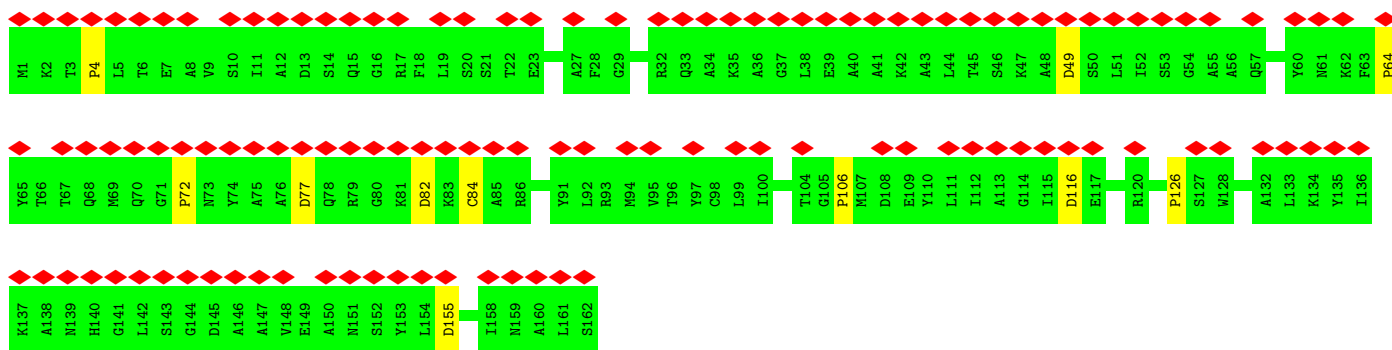 M1 K2 T3 P4 L5 T6 E7 A8 V9 S10 I11 A12 D13 S14 Q15 G16 R17 F18 L19 S20 S21 T22 E23 A27 F28 G29 R32 Q33 A34 K35 A36 G37 L38 E39 A40 A41 K42 A43 L44 T45 S46 K47 A48 D49 S50 L51 I52 S53 G54 A55 A56 Q57 Y60 N61 K62 F63 P64
Y65 T66 T67 Q68 M69 Q70 G71 P72 N73 Y74 A75 A76 D77 Q78 R79 G80 K81 D82 K83 C84 A85 R86 Y91 L92 R93 M94 V95 T96 Y97 C98 L99 I100 T104 G105 P106 M107 D108 E109 Y110 L111 I112 A113 G114 I115 D116 E117 R120 P126 S127 W128 A132 L133 K134 Y135 I136
K137 A138 N139 H140 G141 L142 S143 G144 D145 A146 A147 V148 E149 A150 N151 S152 Y153 L154 D155 I158 N159 A160 L161 S162